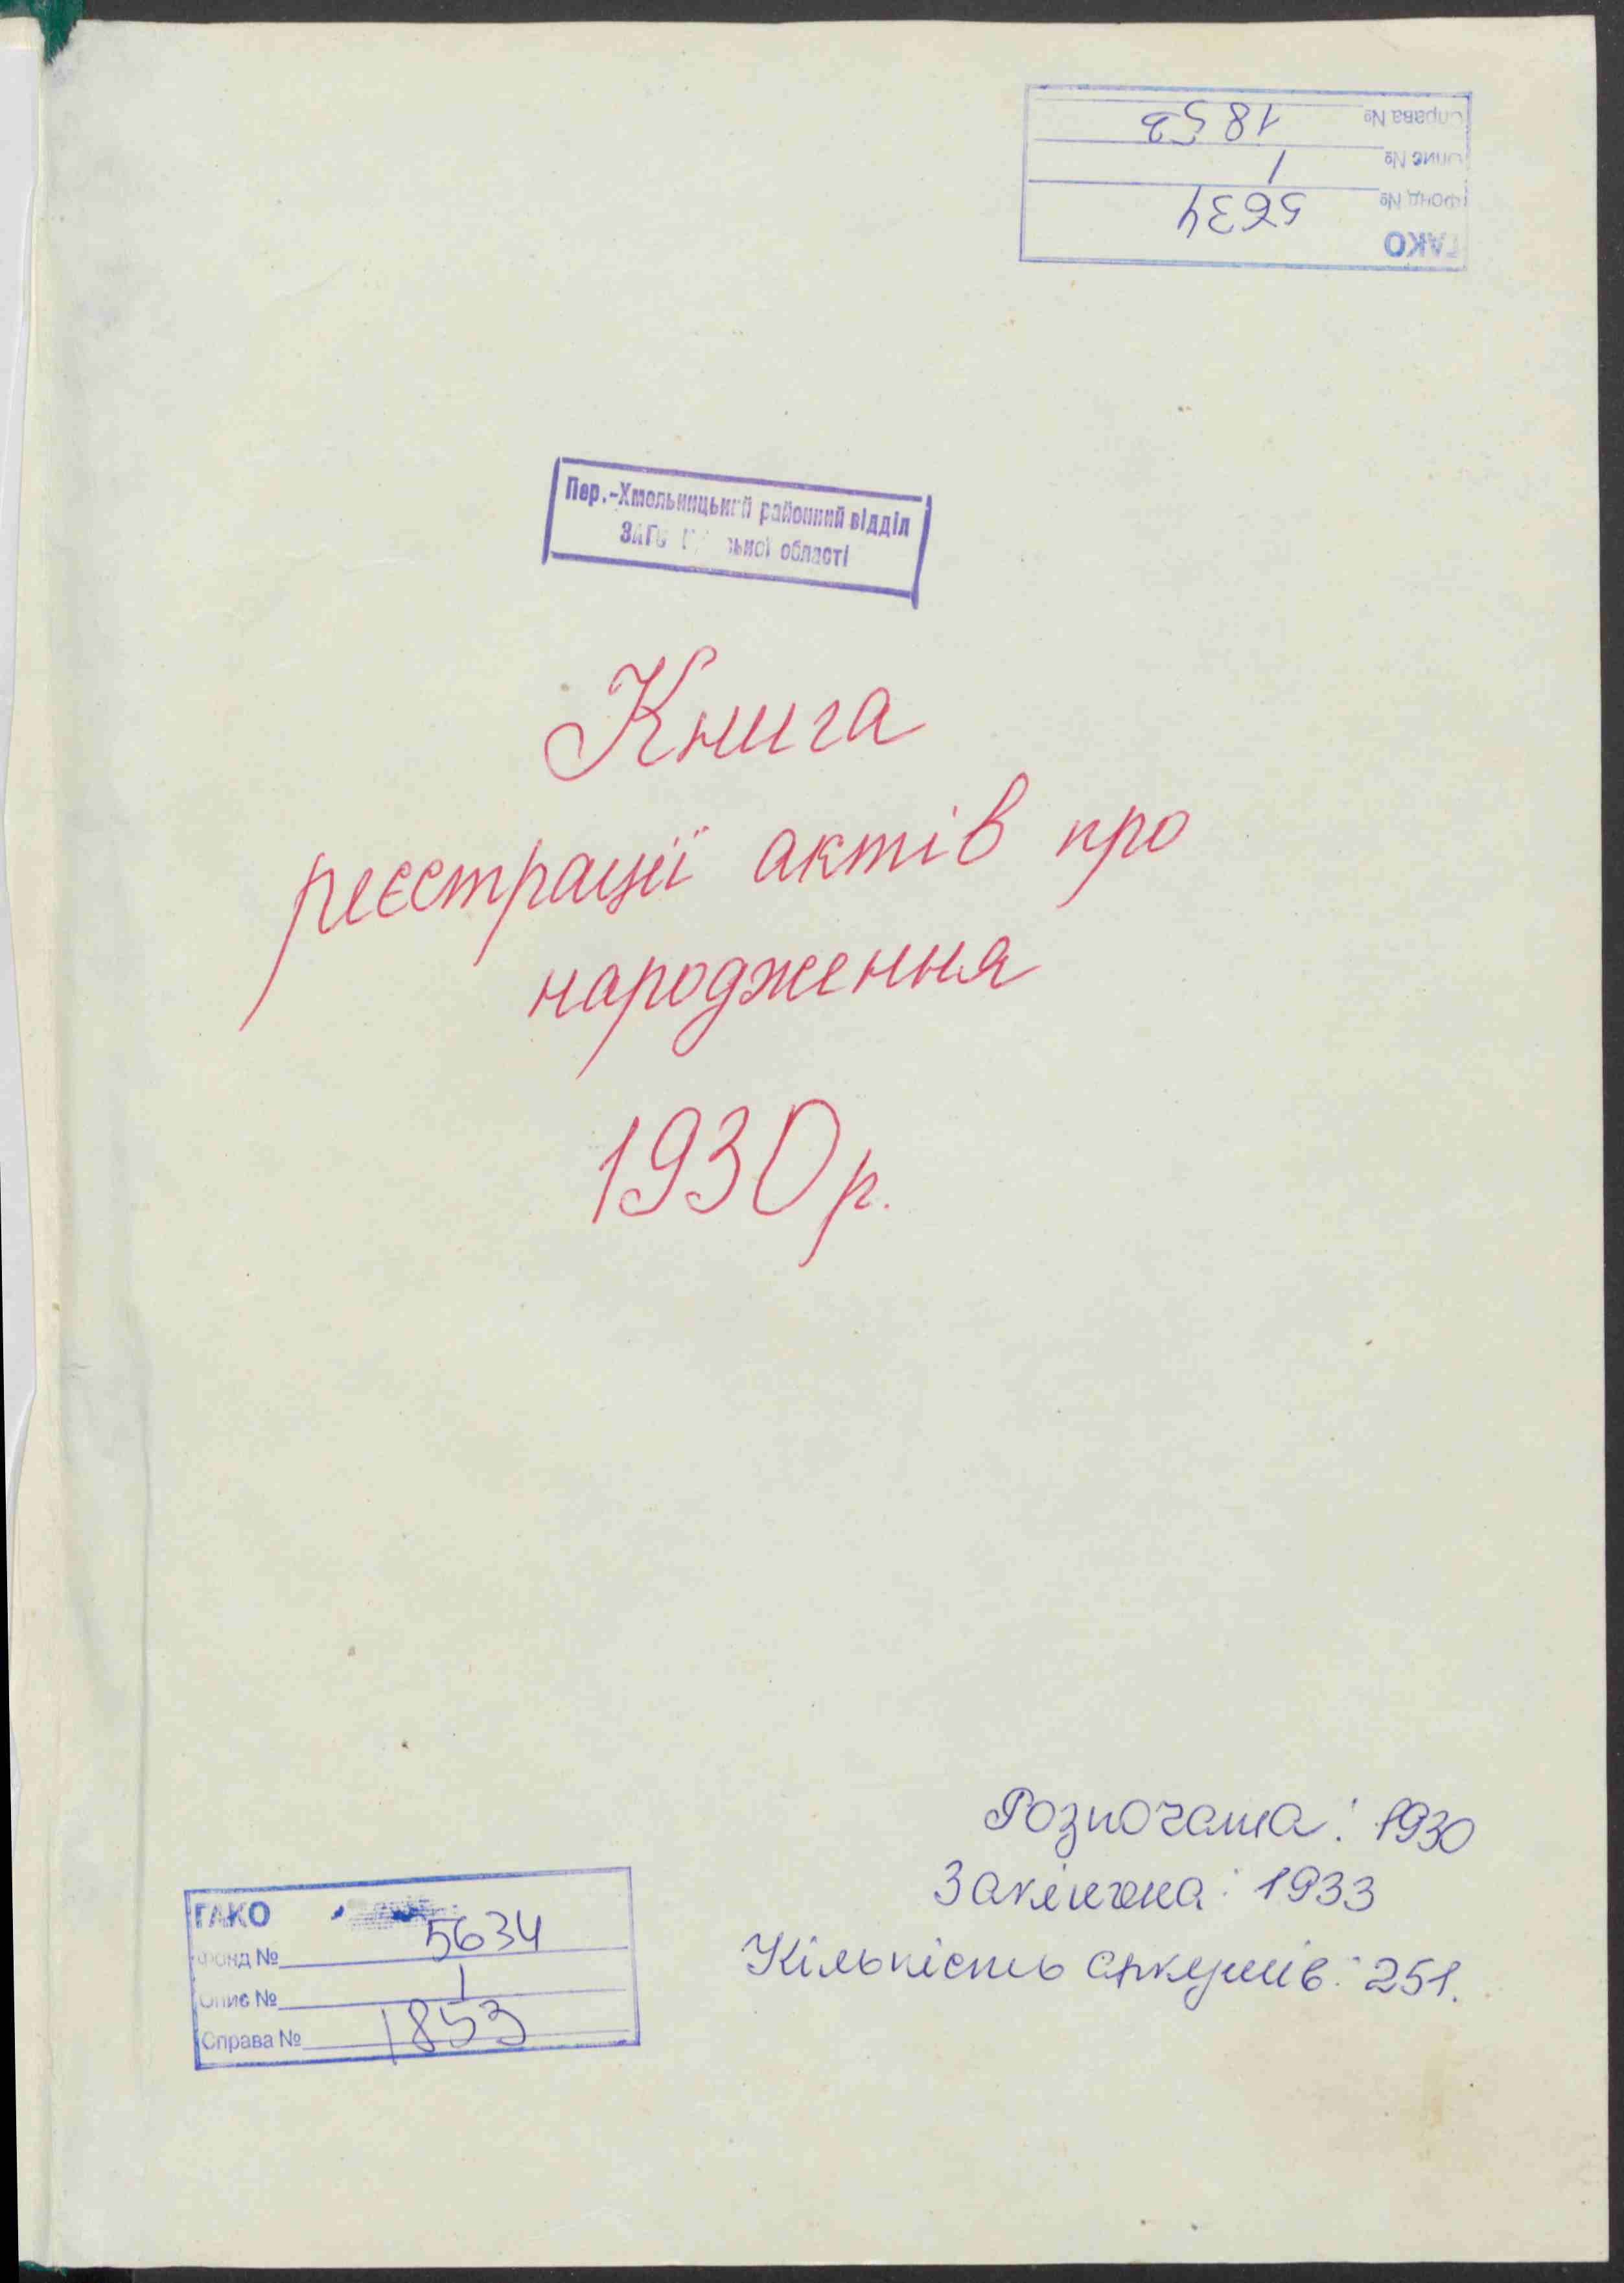 ГАКО
Фонд № 5634
Опис № 1
Справа № 1853
Пер.-Хмельницький районний відділ
ЗАГС ської області
Книга
реєстрації актів про
народження
1930 р.
Розпочата: 1930
Закінчена: 1933
Кількість аркушів: 251.
ГАКО
Фонд № 5634
Опис № 1
Справа № 1853